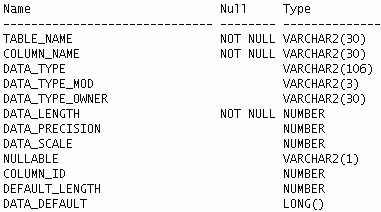 Name                           Null     Type
------------------------------ -------- -------------
TABLE_NAME                     NOT NULL VARCHAR2(30)
COLUMN_NAME                    NOT NULL VARCHAR2(30)
DATA_TYPE                               VARCHAR2(106)
DATA_TYPE_MOD                           VARCHAR2(3)
DATA_TYPE_OWNER                         VARCHAR2(30)
DATA_LENGTH                    NOT NULL NUMBER
DATA_PRECISION                          NUMBER
DATA_SCALE                              NUMBER
NULLABLE                                VARCHAR2(1)
COLUMN_ID                               NUMBER
DEFAULT_LENGTH                          NUMBER
DATA_DEFAULT                            LONG()